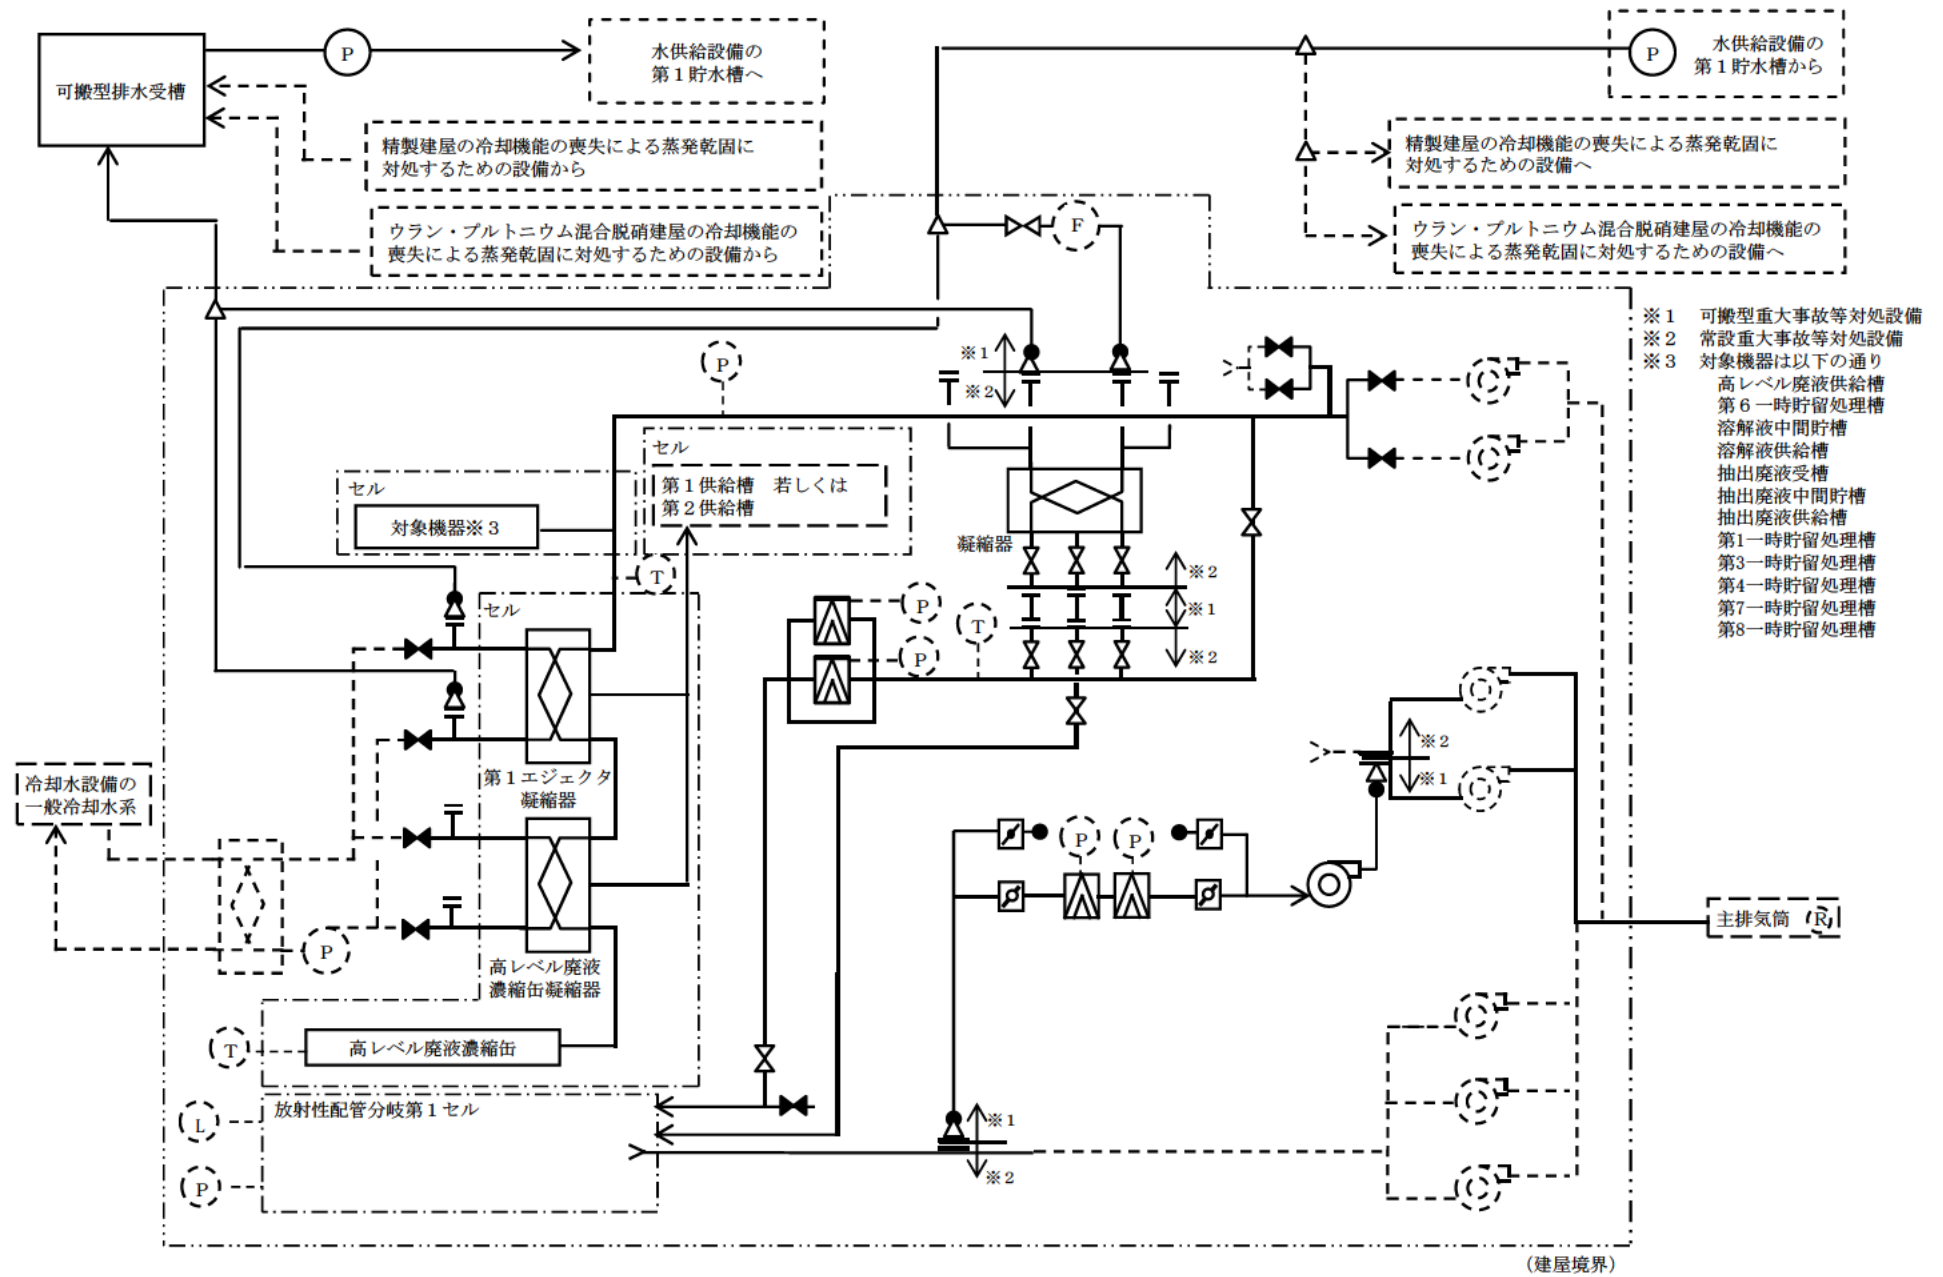 可搬型排水受槽
P
水供給設備の
第１貯水槽へ
P
水供給設備の
第１貯水槽から
精製建屋の冷却機能の喪失による蒸発乾固に
対処するための設備から
精製建屋の冷却機能の喪失による蒸発乾固に
対処するための設備へ
ウラン・プルトニウム混合脱硝建屋の冷却機能の
喪失による蒸発乾固に対処するための設備から
F
ウラン・プルトニウム混合脱硝建屋の冷却機能の
喪失による蒸発乾固に対処するための設備へ
※１　可搬型重大事故等対処設備
※２　常設重大事故等対処設備
※３　対象機器は以下の通り
高レベル廃液供給槽
第６一時貯留処理槽
溶解液中間貯槽
溶解液供給槽
抽出廃液受槽
抽出廃液中間貯槽
抽出廃液供給槽
第1一時貯留処理槽
第3一時貯留処理槽
第4一時貯留処理槽
第7一時貯留処理槽
第8一時貯留処理槽
P
※1
※2
セル
第１供給槽　若しくは
第２供給槽
セル
対象機器※３
凝縮器
T
※2
※1
※2
セル
P
P
T
第１エジェクタ
凝縮器
※2
※1
冷却水設備の
一般冷却水系
P
P
P
高レベル廃液
濃縮缶凝縮器
主排気筒
R
T
高レベル廃液濃縮缶
放射性配管分岐第１セル
L
P
※1
※2
（建屋境界）